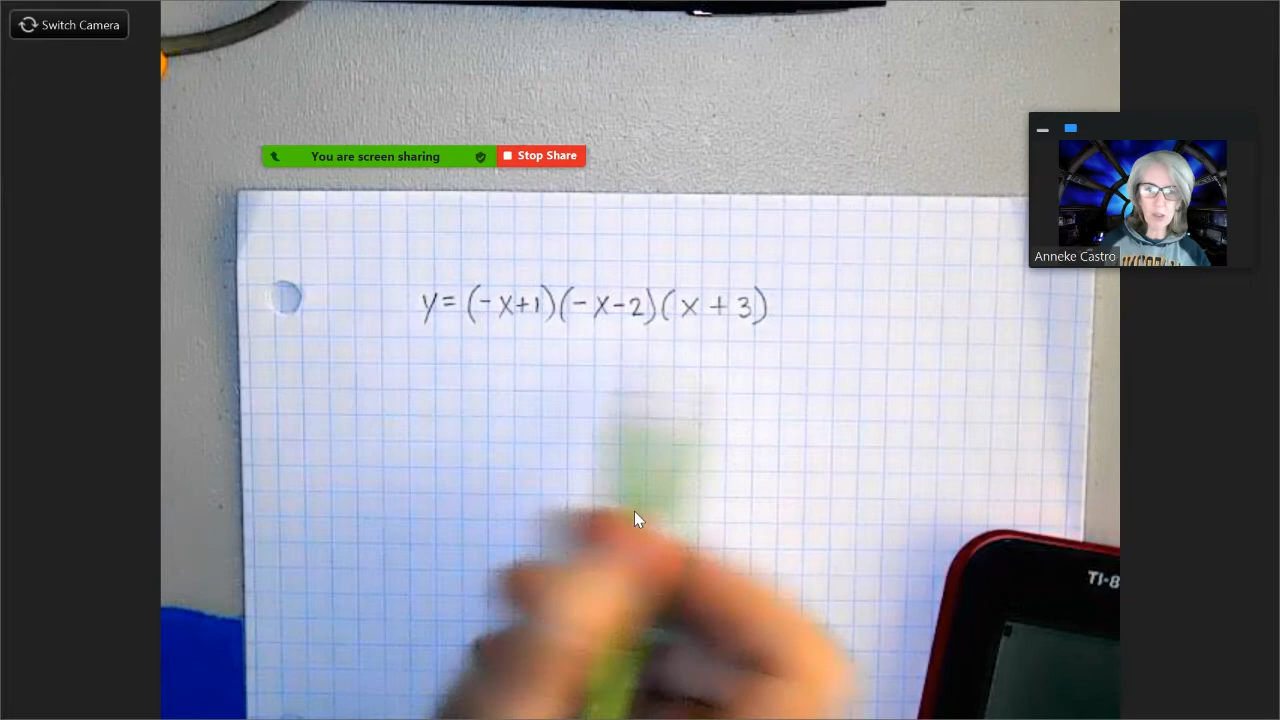 Switch Camera
You are screen sharing
Stop Share
Anneke Castro
y=(-x+1)(-x-2)(x+3)
TI-8